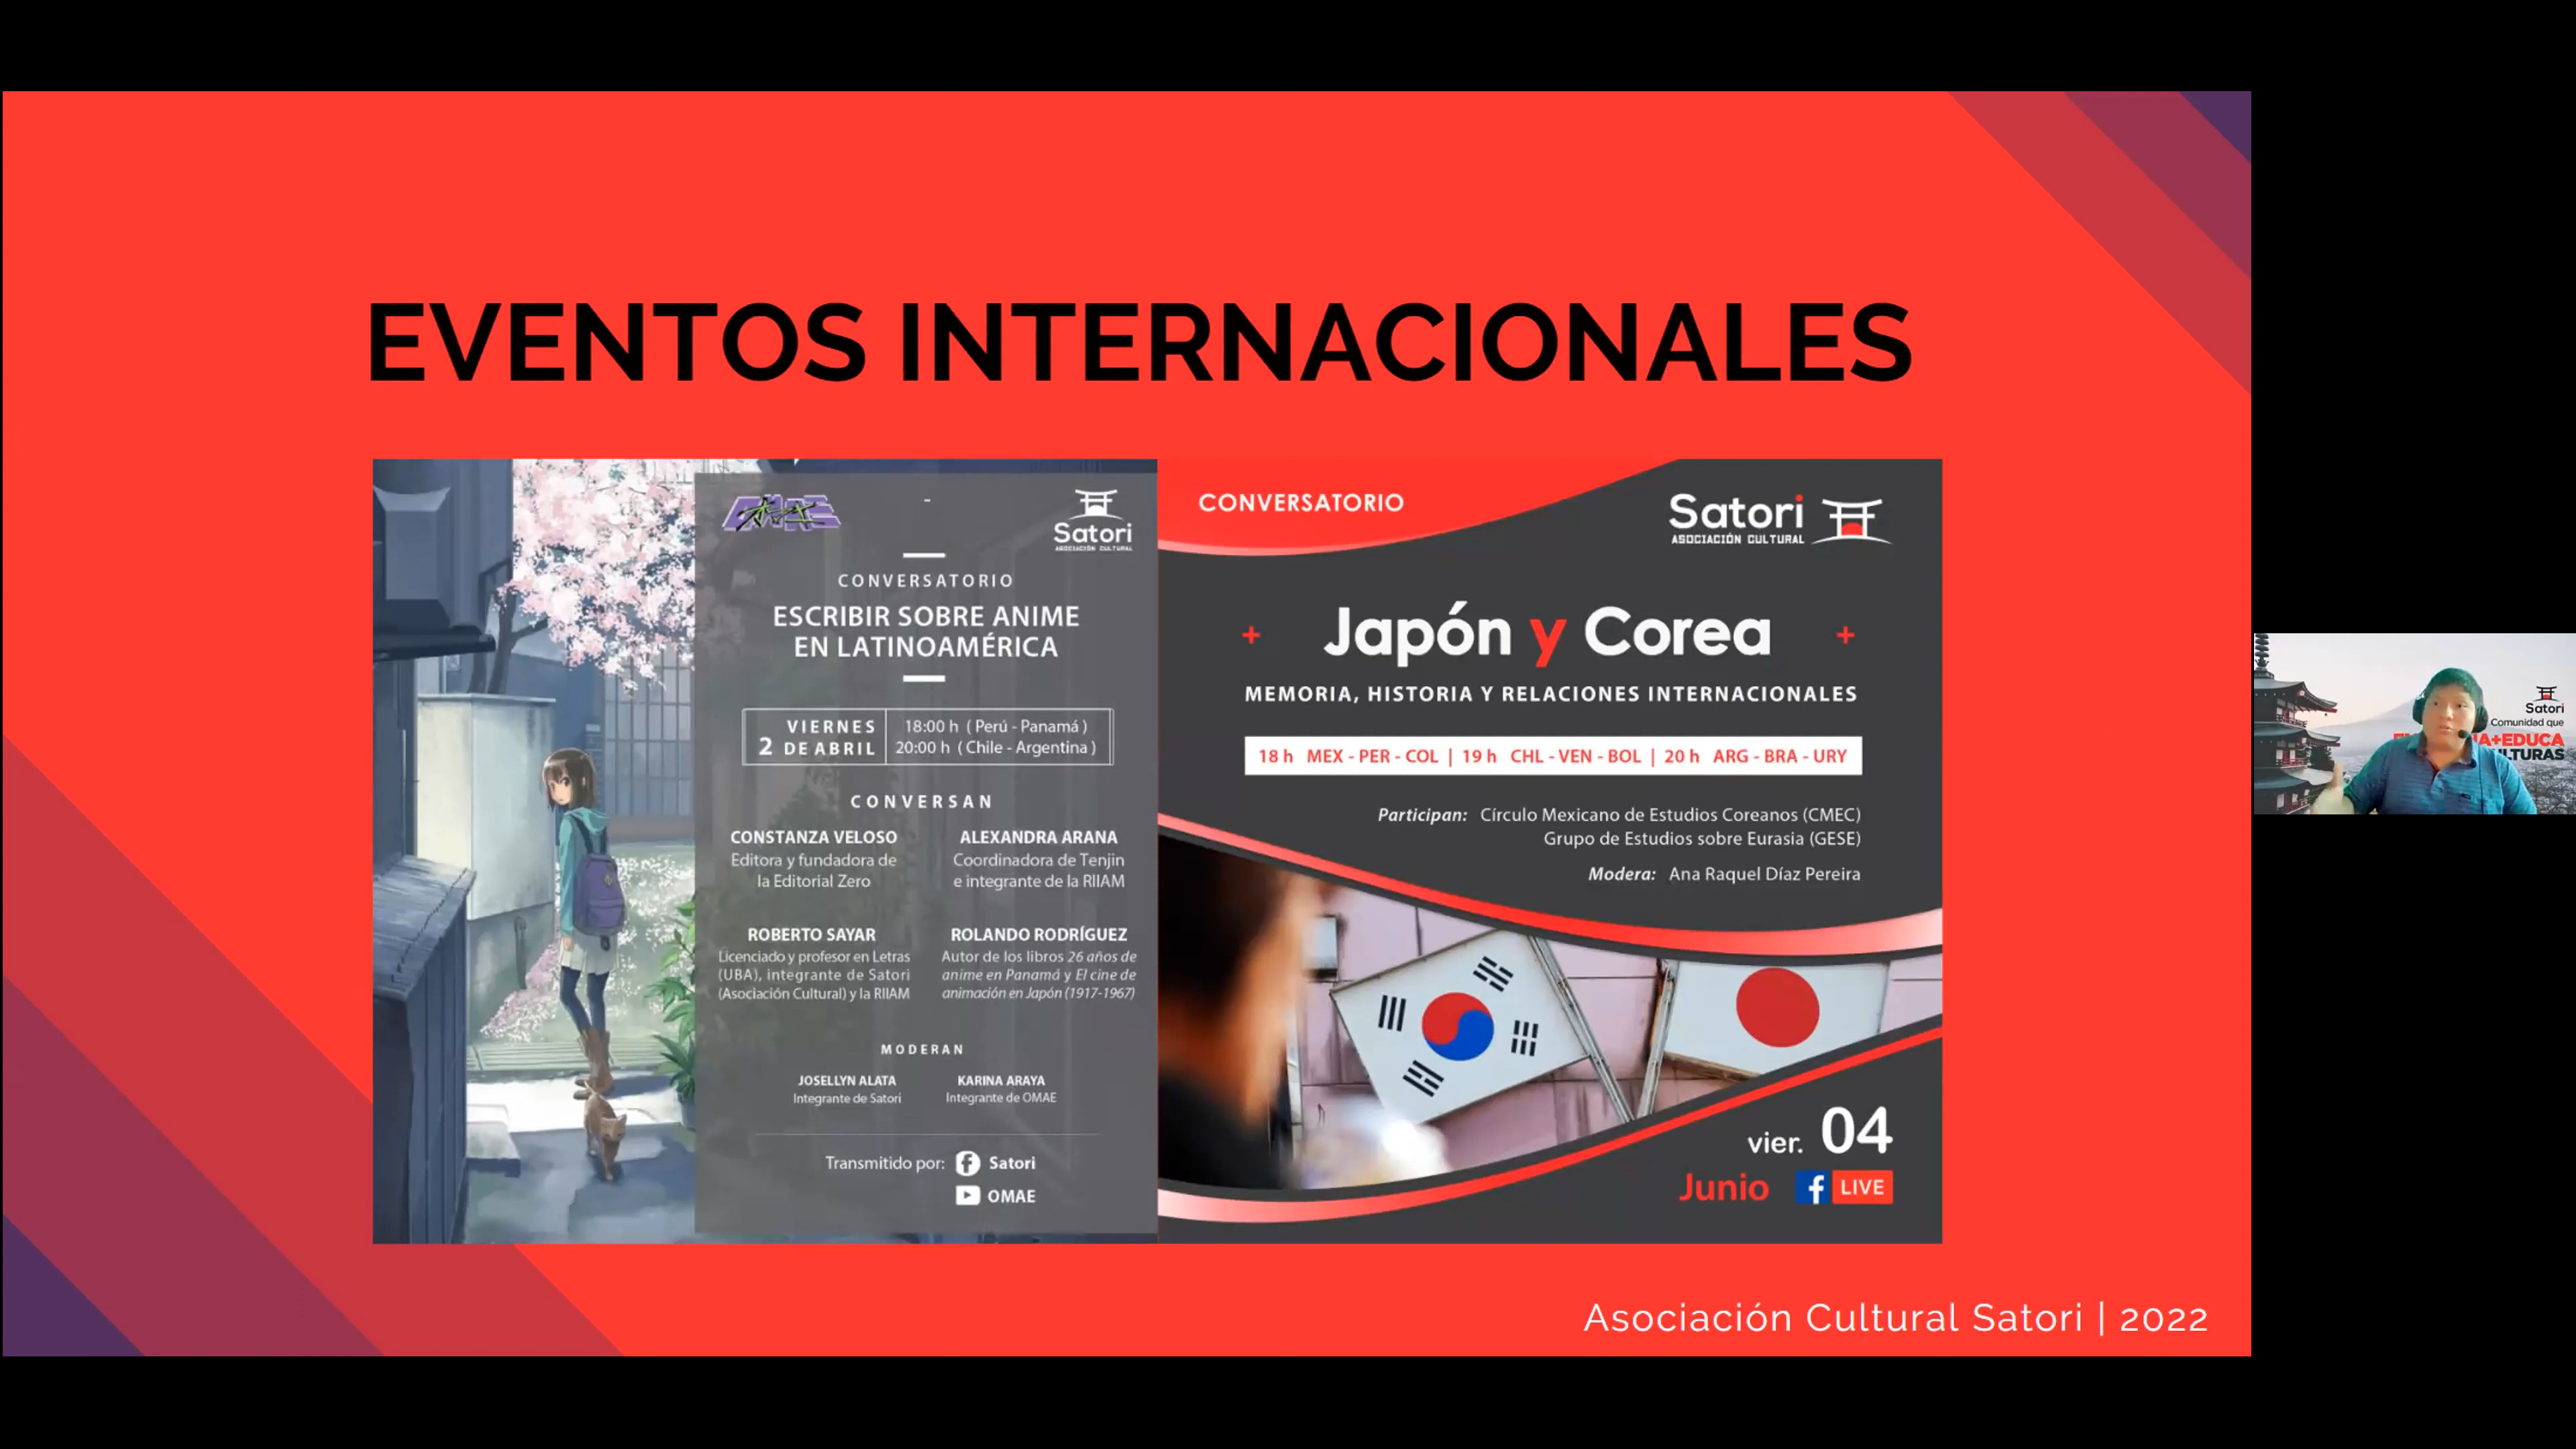 EVENTOS INTERNACIONALES
Satori
ASOCIACIÓN CULTURAL
CONVERSATORIO
ESCRIBIR SOBRE ANIME
EN LATINOAMÉRICA
VIERNES
2 DE ABRIL
18:00 h ( Perú - Panamá )
20:00 h ( Chile - Argentina )
CONVERSAN
CONSTANZA VELOSO
Editora y fundadora de
la Editorial Zero
ALEXANDRA ARANA
Coordinadora de Tenjin
e integrante de la RIIAM
ROBERTO SAYAR
Licenciado y profesor en Letras
(UBA), integrante de Satori
(Asociación Cultural) y la RIIAM
ROLANDO RODRÍGUEZ
Autor de los libros 26 años de
anime en Panamá y El cine de
animación en Japón (1917-1967)
MODERAN
JOSELLYN ALATA
Integrante de Satori
KARINA ARAYA
Integrante de OMAE
Transmitido por: Satori
OMAE
CONVERSATORIO
Satori
ASOCIACIÓN CULTURAL
+ Japón y Corea +
MEMORIA, HISTORIA Y RELACIONES INTERNACIONALES
18 h MEX - PER - COL | 19 h CHL - VEN - BOL | 20 h ARG - BRA - URY
Participan: Círculo Mexicano de Estudios Coreanos (CMEC)
Grupo de Estudios sobre Eurasia (GESE)
Modera: Ana Raquel Díaz Pereira
vier. 04
Junio f LIVE
Asociación Cultural Satori | 2022
Satori
Comunidad que
A+EDUCA
LTURAS